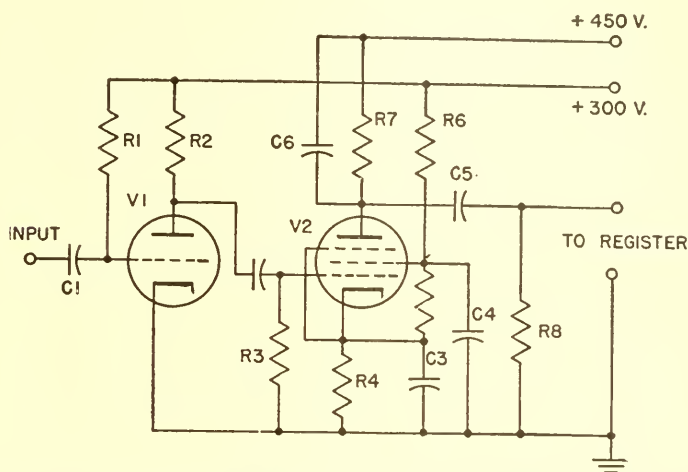 + 450 V.
+ 300 V.
R1
R2
C6
R7
R6
C5
V1
V2
INPUT
C1
TO REGISTER
R3
R4
C3
C4
R8